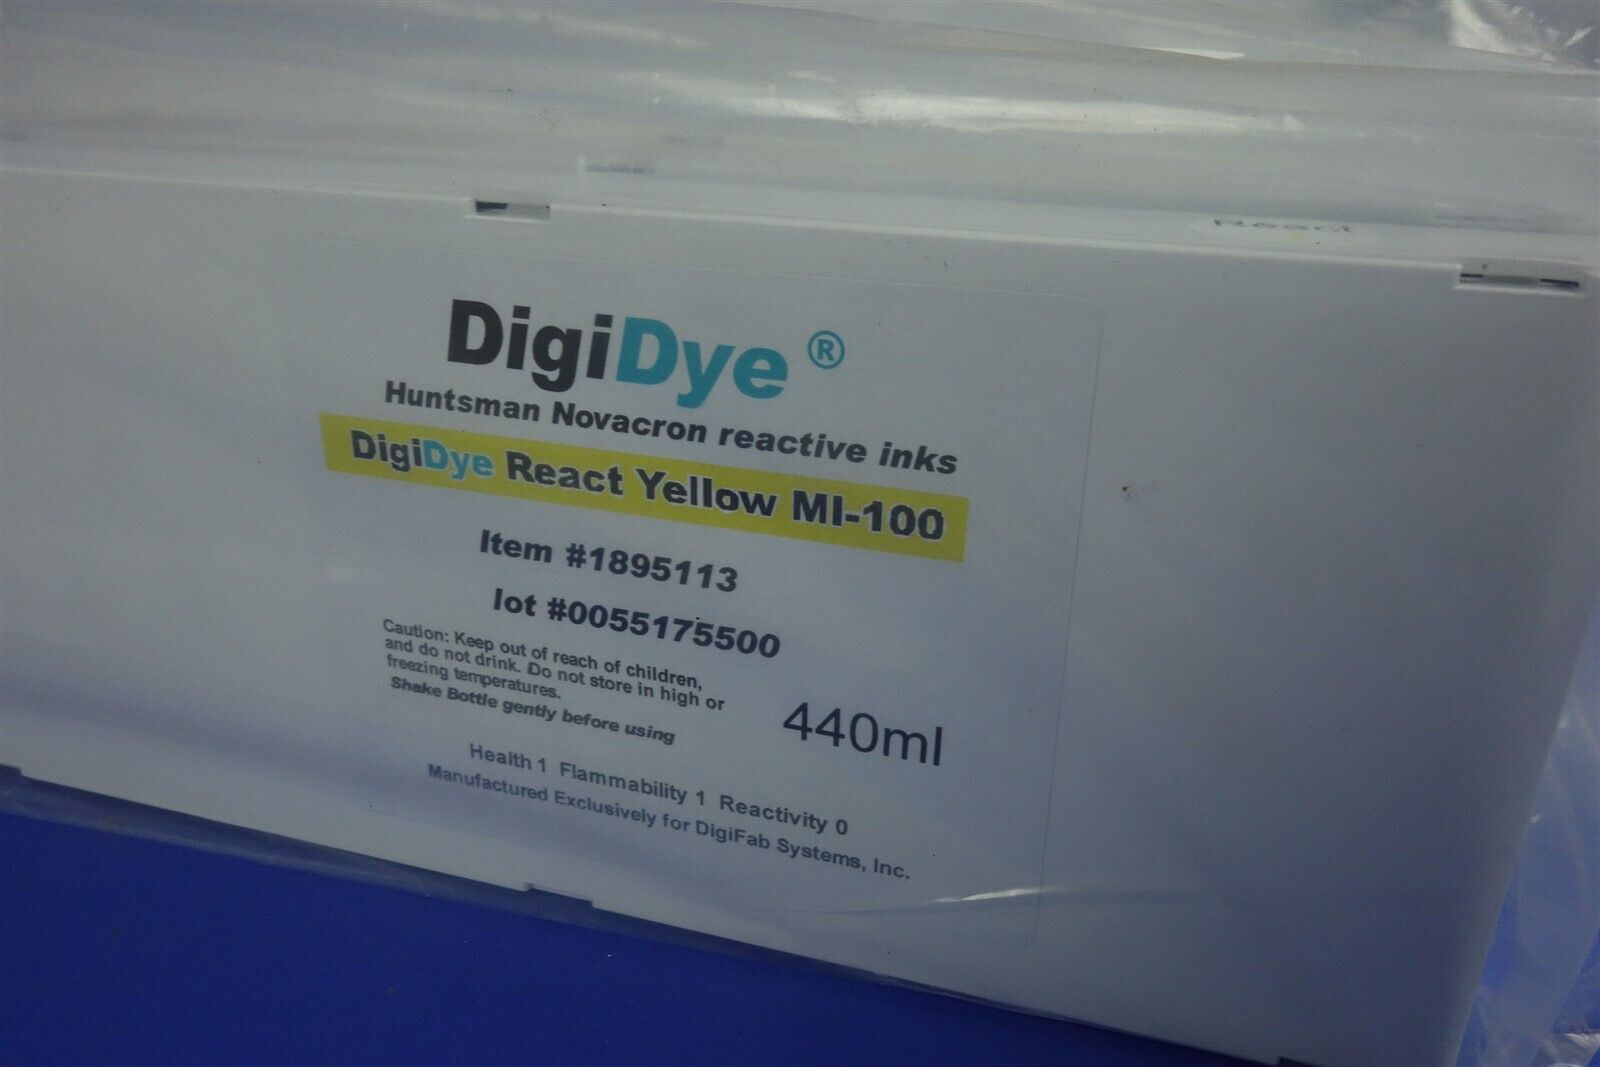 React
DigiDye ®
Huntsman Novacron reactive inks
DigiDye React Yellow MI-100
Item #1895113
lot #0055175500
Caution: Keep out of reach of children,
and do not drink. Do not store in high or
freezing temperatures.
Shake Bottle gently before using
440ml
Health 1 Flammability 1 Reactivity 0
Manufactured Exclusively for DigiFab Systems, Inc.